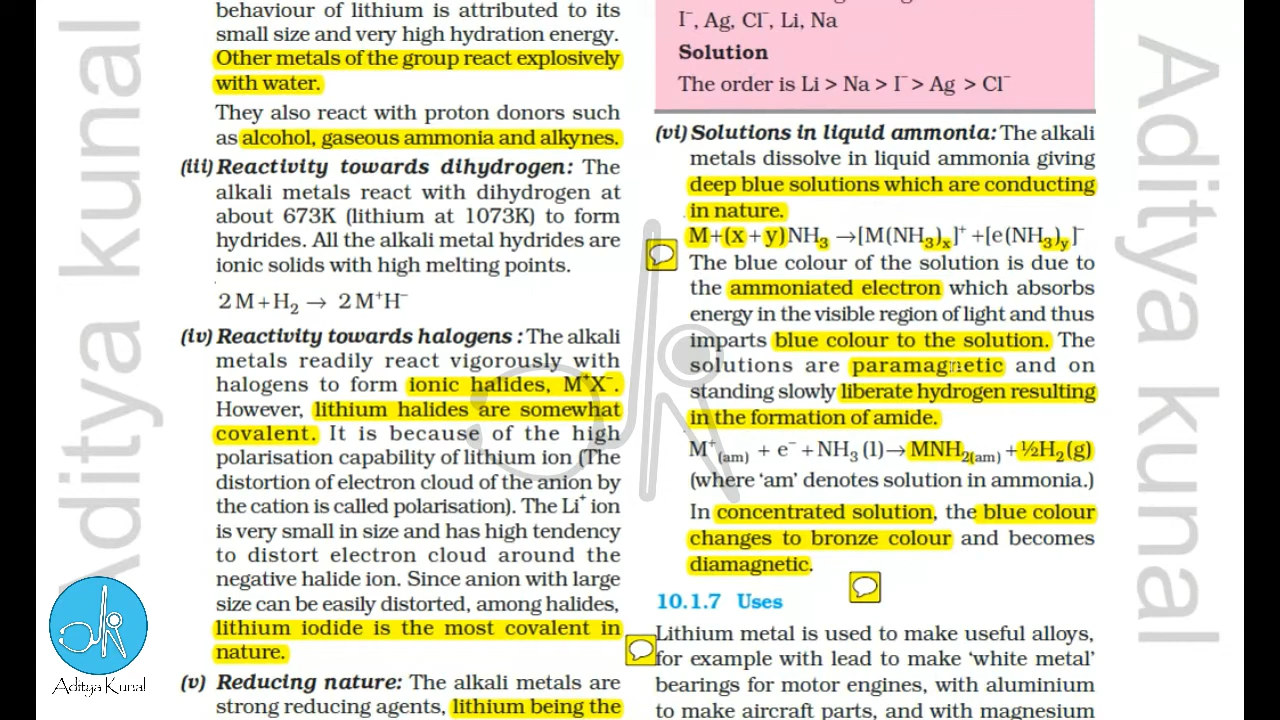 behaviour of lithium is attributed to its
small size and very high hydration energy.
Other metals of the group react explosively
with water.
They also react with proton donors such
as alcohol, gaseous ammonia and alkynes.
(iii) Reactivity towards dihydrogen: The
alkali metals react with dihydrogen at
about 673K (lithium at 1073K) to form
hydrides. All the alkali metal hydrides are
ionic solids with high melting points.
2 M + H₂ → 2 M⁺H⁻
(iv) Reactivity towards halogens : The alkali
metals readily react vigorously with
halogens to form ionic halides, M⁺X⁻.
However, lithium halides are somewhat
covalent. It is because of the high
polarisation capability of lithium ion (The
distortion of electron cloud of the anion by
the cation is called polarisation). The Li⁺ ion
is very small in size and has high tendency
to distort electron cloud around the
negative halide ion. Since anion with large
size can be easily distorted, among halides,
lithium iodide is the most covalent in
nature.
(v) Reducing nature: The alkali metals are
strong reducing agents, lithium being the
I⁻, Ag, Cl⁻, Li, Na
Solution
The order is Li > Na > I⁻ > Ag > Cl⁻
(vi) Solutions in liquid ammonia: The alkali
metals dissolve in liquid ammonia giving
deep blue solutions which are conducting
in nature.
M+(x + y)NH₃ →[M(NH₃)ₓ]⁺ +[e(NH₃)y]⁻
The blue colour of the solution is due to
the ammoniated electron which absorbs
energy in the visible region of light and thus
imparts blue colour to the solution. The
solutions are paramagnetic and on
standing slowly liberate hydrogen resulting
in the formation of amide.
M⁺(am) + e⁻ + NH₃ (l)→ MNH₂(am) + ½H₂(g)
(where 'am' denotes solution in ammonia.)
In concentrated solution, the blue colour
changes to bronze colour and becomes
diamagnetic.
10.1.7 Uses
Lithium metal is used to make useful alloys,
for example with lead to make 'white metal'
bearings for motor engines, with aluminium
to make aircraft parts, and with magnesium
Aditya kunal
Aditya kunal
Aditya Kunal